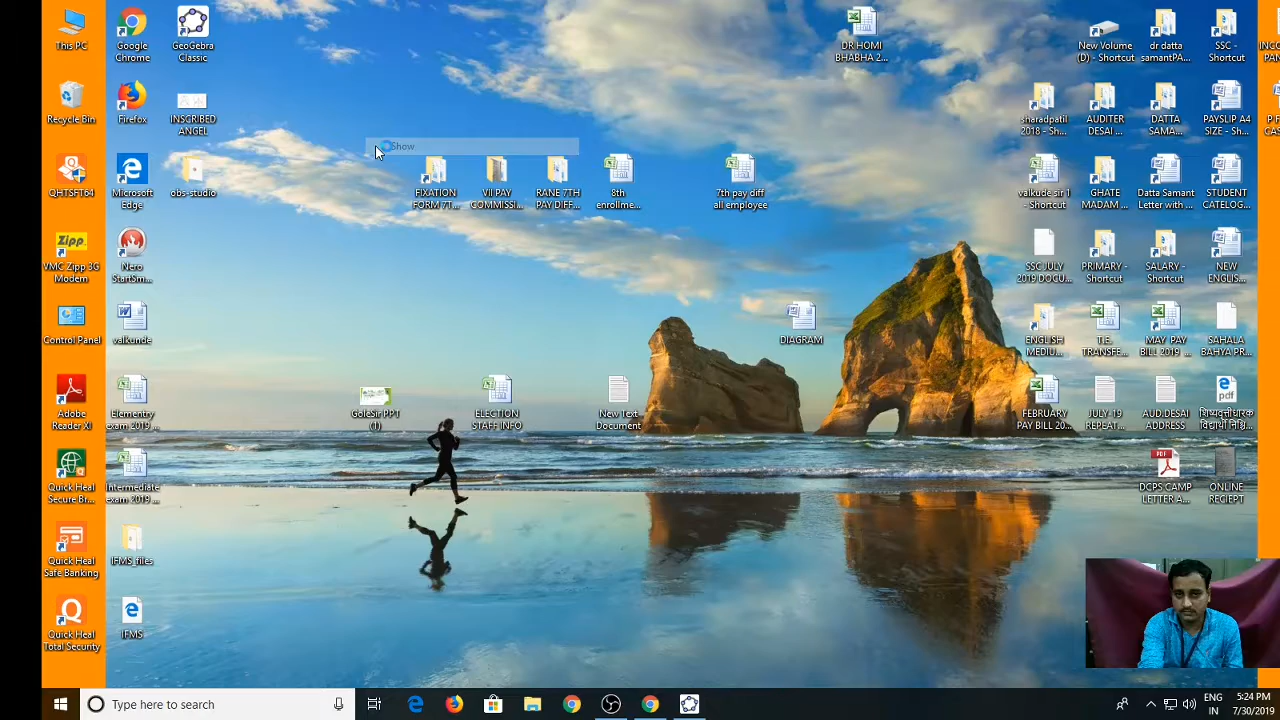 This PC
Google
Chrome
GeoGebra
Classic
DR HOMI
BHABHA 2...
New Volume
(D) - Shortcut
dr datta
samantPA...
SSC -
Shortcut
Recycle Bin
Firefox
INSCRIBED
ANGEL
Show
sharadpatil
2018 - Sh...
AUDITER
DESAI ...
DATTA
SAMA...
PAYSLIP A4
SIZE - Sh...
QHTSFT64
Microsoft
Edge
obs-studio
FIXATION
FORM 7T...
VII PAY
COMMISSI...
RANE 7TH
PAY DIFF...
8th
enrollme...
7th pay diff
all employee
valkude sir 1
- Shortcut
GHATE
MADAM ...
Datta Samant
Letter with ...
STUDENT
CATELOG...
Zipp
VMC Zipp 3G
Modem
Nero
StartSm...
SSC JULY
2019 DOCU...
PRIMARY -
Shortcut
SALARY -
Shortcut
NEW
ENGLIS...
Control Panel
valkunde
DIAGRAM
ENGLISH
MEDIU...
T.E.
TRANSFE...
MAY PAY
BILL 2019 ...
SAHALA
BAHYA PR...
Adobe
Reader XI
Elementry
exam 2019 ...
GoleSir PPT
(1)
ELECTION
STAFF INFO
New Text
Document
FEBRUARY
PAY BILL 20...
JULY -19
REPEAT...
AUD.DESAI
ADDRESS
pdf
Quick Heal
Secure Br...
Intermediate
exam 2019 ...
PDF
DCPS CAMP
LETTER A...
ONLINE
RECIEPT
Quick Heal
Safe Banking
IFMS_files
Quick Heal
Total Security
IFMS
Type here to search
ENG
IN
5:24 PM
7/30/2019